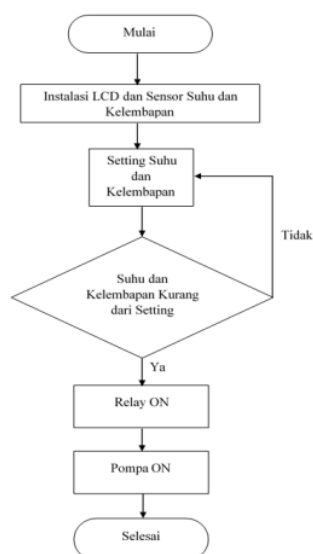 Mulai
Instalasi LCD dan Sensor Suhu dan
Kelembapan
Setting Suhu
dan
Kelembapan
Tidak
Suhu dan
Kelembapan Kurang
dari Setting
Ya
Relay ON
Pompa ON
Selesai